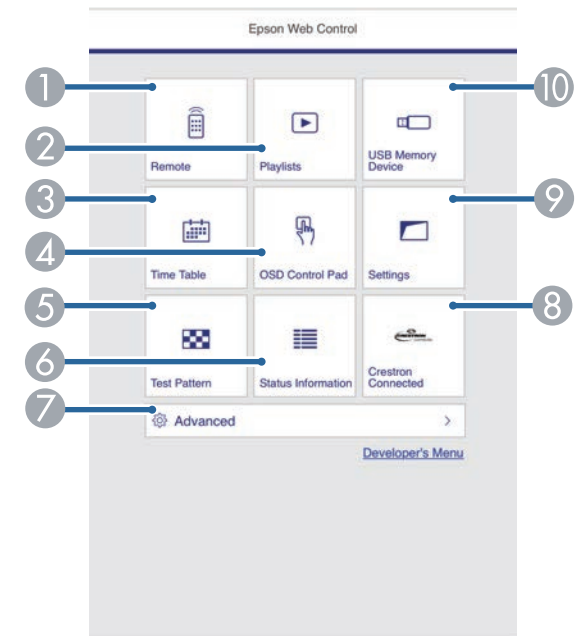 Epson Web Control
1
10
2
Remote
Playlists
USB Memory
Device
3
9
4
Time Table
OSD Control Pad
Settings
5
8
CRESTRON
6
Test Pattern
Status Information
Crestron
Connected
7
Advanced
Developer's Menu